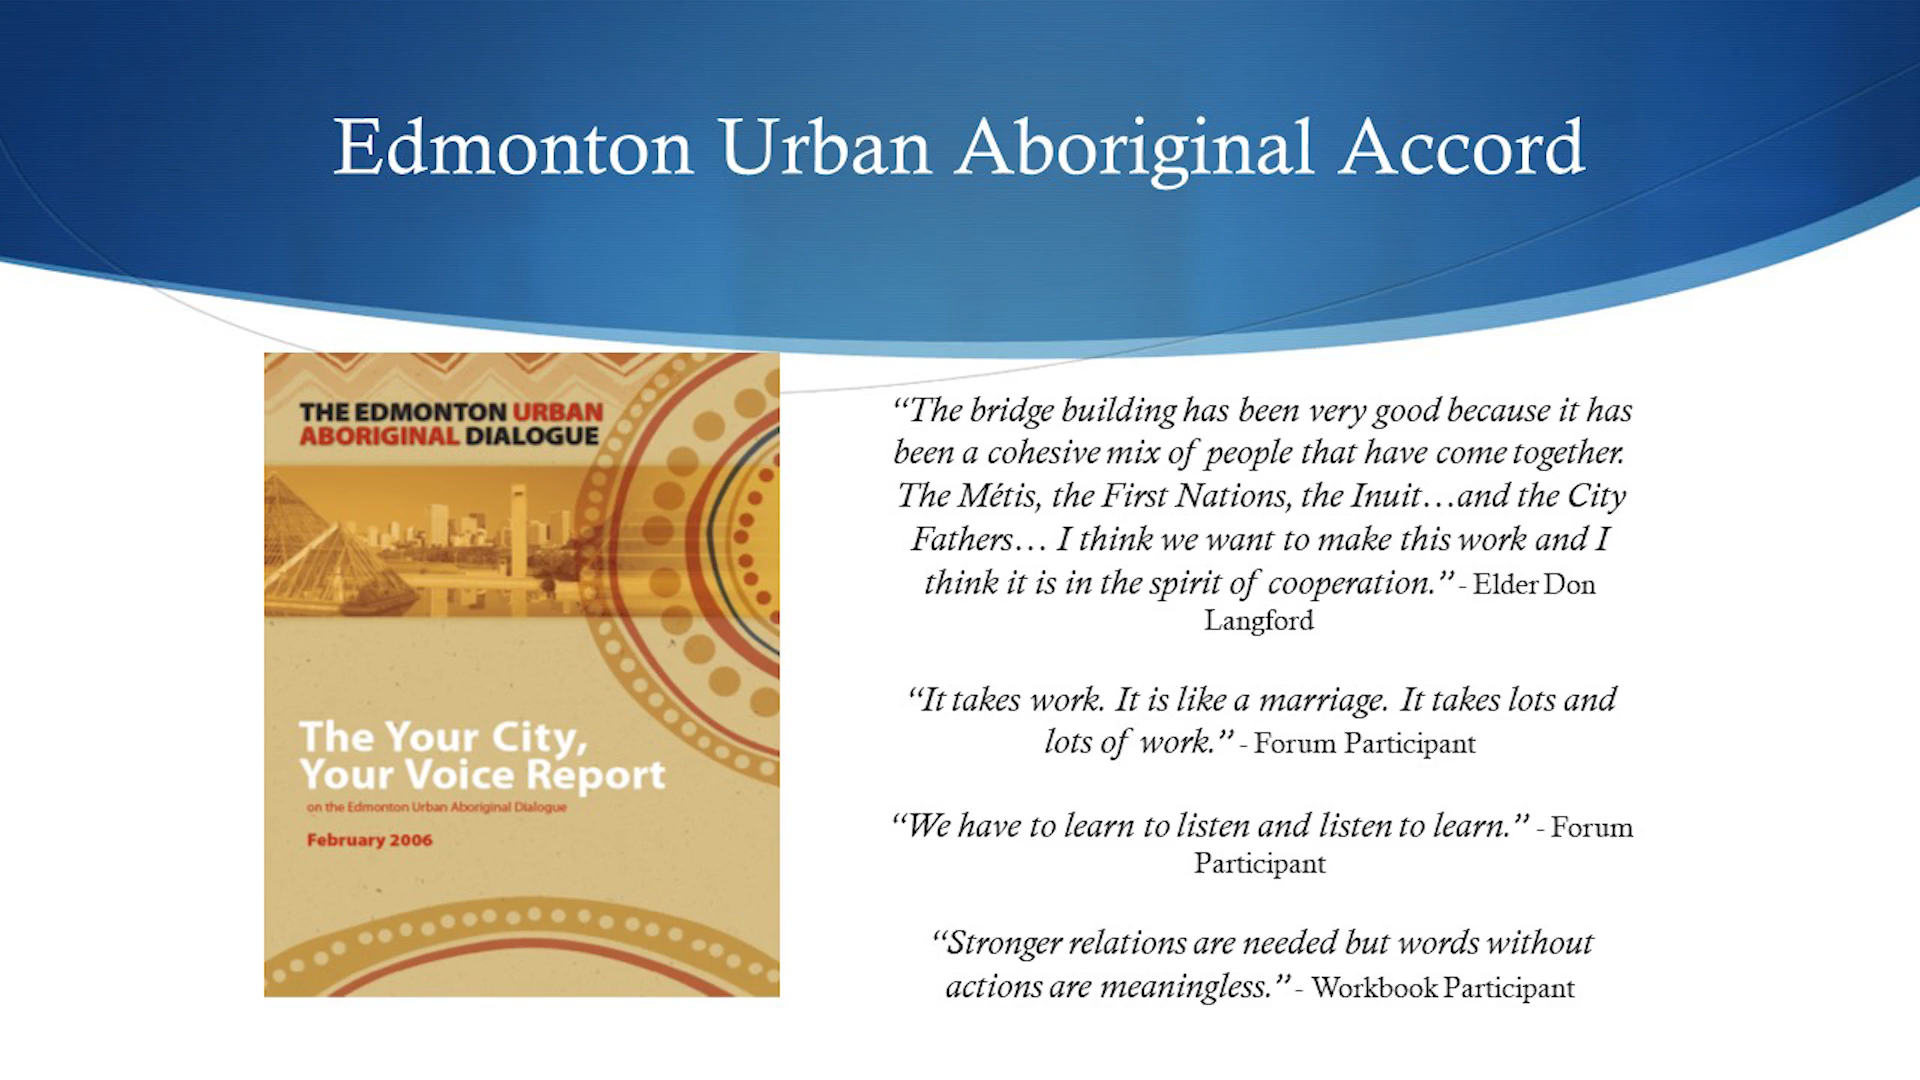 Edmonton Urban Aboriginal Accord
THE EDMONTON URBAN
ABORIGINAL DIALOGUE
The Your City,
Your Voice Report
on the Edmonton Urban Aboriginal Dialogue
February 2006
“The bridge building has been very good because it has
been a cohesive mix of people that have come together.
The Métis, the First Nations, the Inuit…and the City
Fathers… I think we want to make this work and I
think it is in the spirit of cooperation.” - Elder Don
Langford
“It takes work. It is like a marriage. It takes lots and
lots of work.” - Forum Participant
“We have to learn to listen and listen to learn.” - Forum
Participant
“Stronger relations are needed but words without
actions are meaningless.” - Workbook Participant